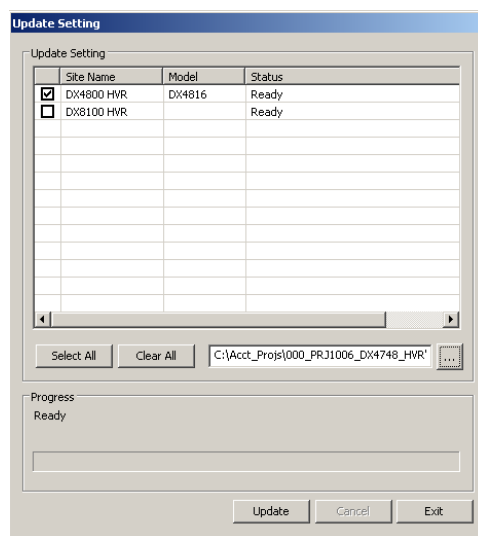 Update Setting
Update Setting
Site Name Model Status
DX4800 HVR DX4816 Ready
DX8100 HVR Ready
Select All Clear All C:\Acct_Projs\000_PRJ1006_DX4748_HVR' ...
Progress
Ready
Update Cancel Exit